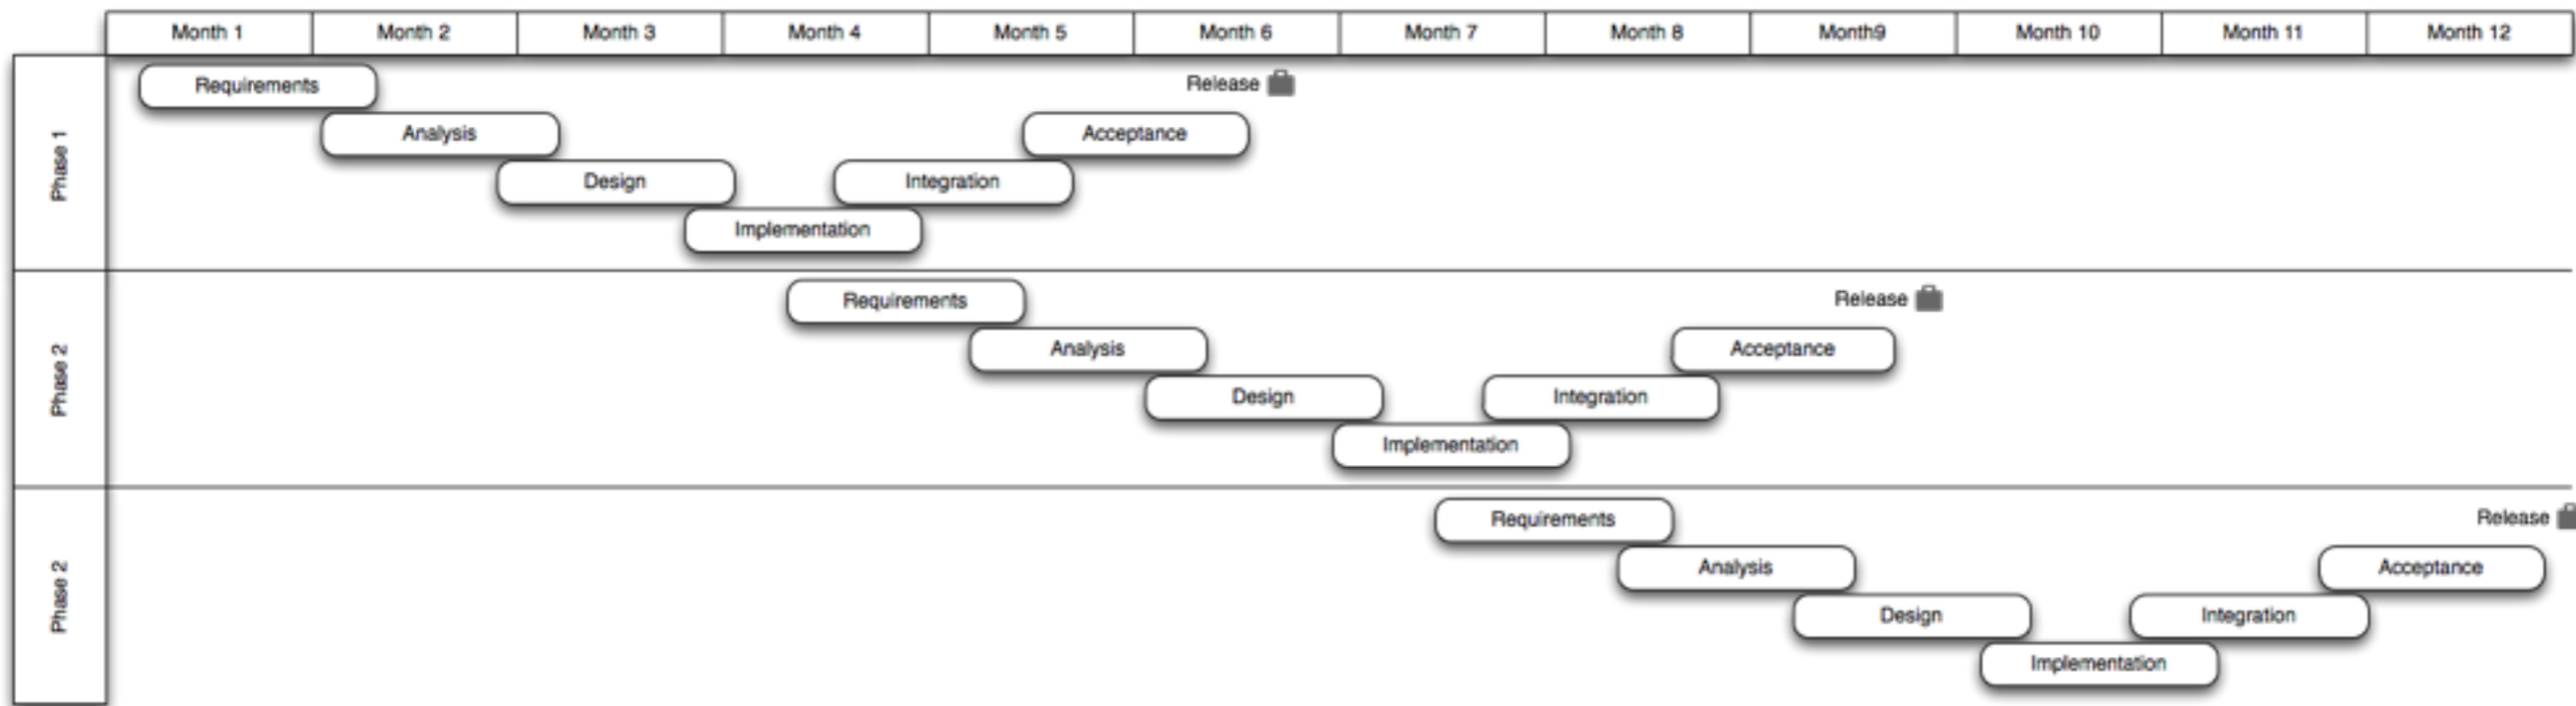 Month 1 Month 2 Month 3 Month 4 Month 5 Month 6 Month 7 Month 8 Month9 Month 10 Month 11 Month 12
Phase 1
Requirements Release
Analysis Acceptance
Design Integration
Implementation
Phase 2
Requirements Release
Analysis Acceptance
Design Integration
Implementation
Phase 2
Requirements Release
Analysis Acceptance
Design Integration
Implementation